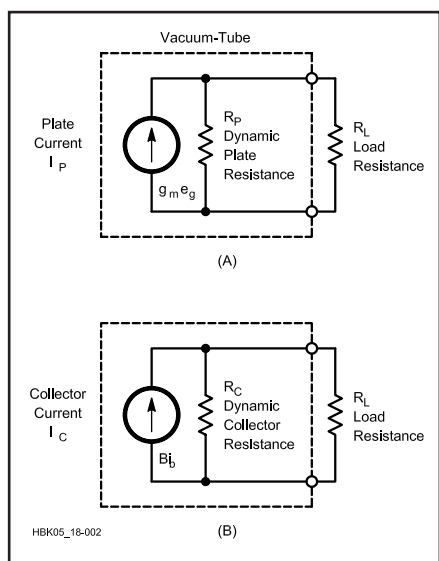 Vacuum-Tube
Plate
Current
I P
R P
Dynamic
Plate
Resistance
R L
Load
Resistance
g m e g
(A)
Collector
Current
I C
R C
Dynamic
Collector
Resistance
R L
Load
Resistance
Bi b
HBK05_18-002
(B)